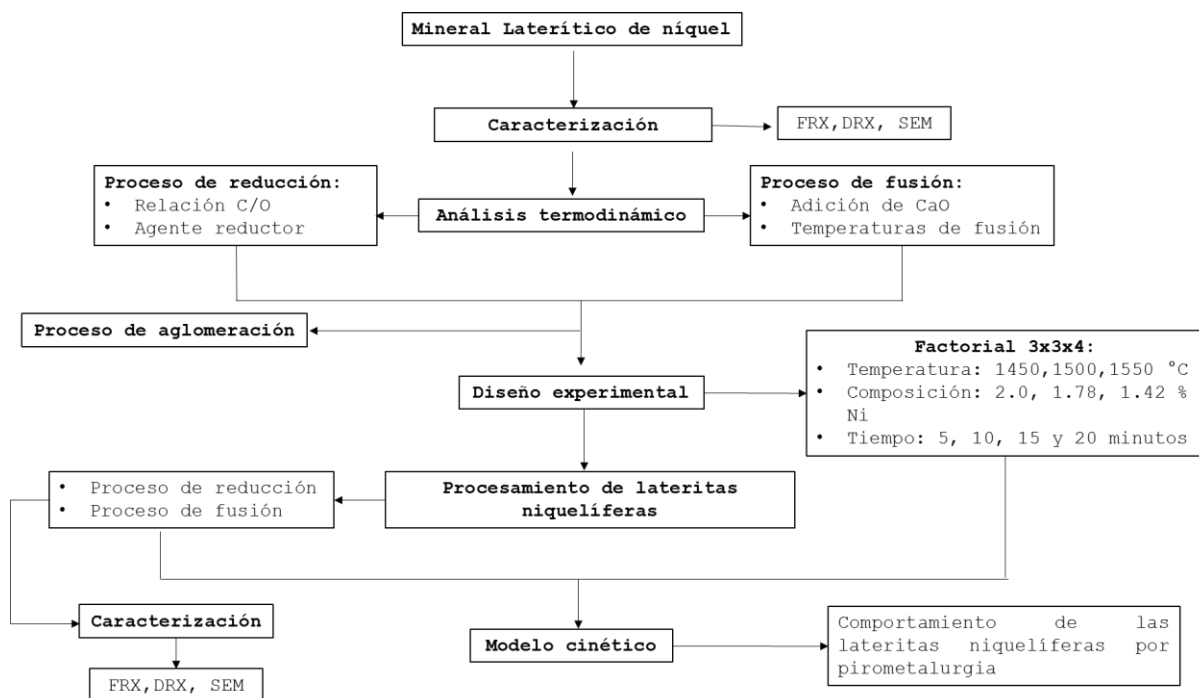 Mineral Laterítico de níquel
Caracterización
FRX,DRX, SEM
Proceso de reducción:
• Relación C/O
• Agente reductor
Análisis termodinámico
Proceso de fusión:
• Adición de CaO
• Temperaturas de fusión
Proceso de aglomeración
Diseño experimental
Factorial 3x3x4:
• Temperatura: 1450,1500,1550 °C
• Composición: 2.0, 1.78, 1.42 %
Ni
• Tiempo: 5, 10, 15 y 20 minutos
• Proceso de reducción
• Proceso de fusión
Procesamiento de lateritas
niquelíferas
Caracterización
FRX,DRX, SEM
Modelo cinético
Comportamiento de las
lateritas niquelíferas por
pirometalurgia